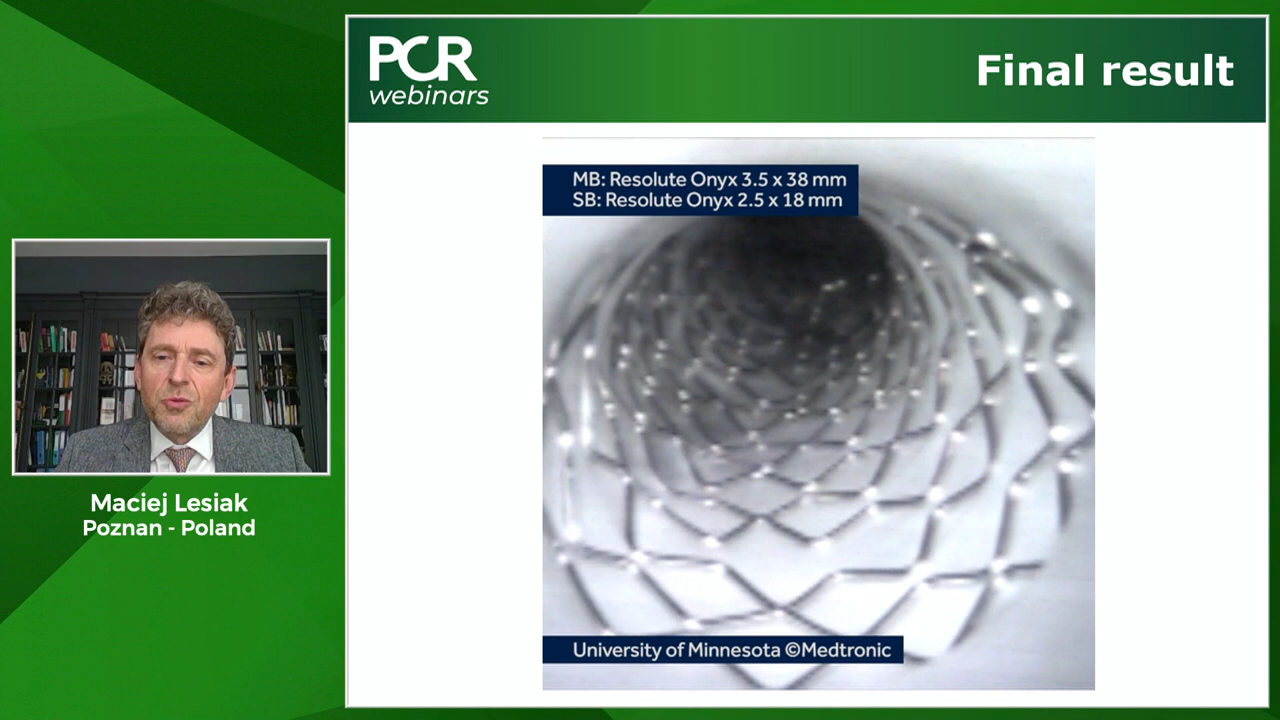 PCR
webinars
Final result
MB: Resolute Onyx 3.5 x 38 mm
SB: Resolute Onyx 2.5 x 18 mm
Maciej Lesiak
Poznan - Poland
University of Minnesota ©Medtronic